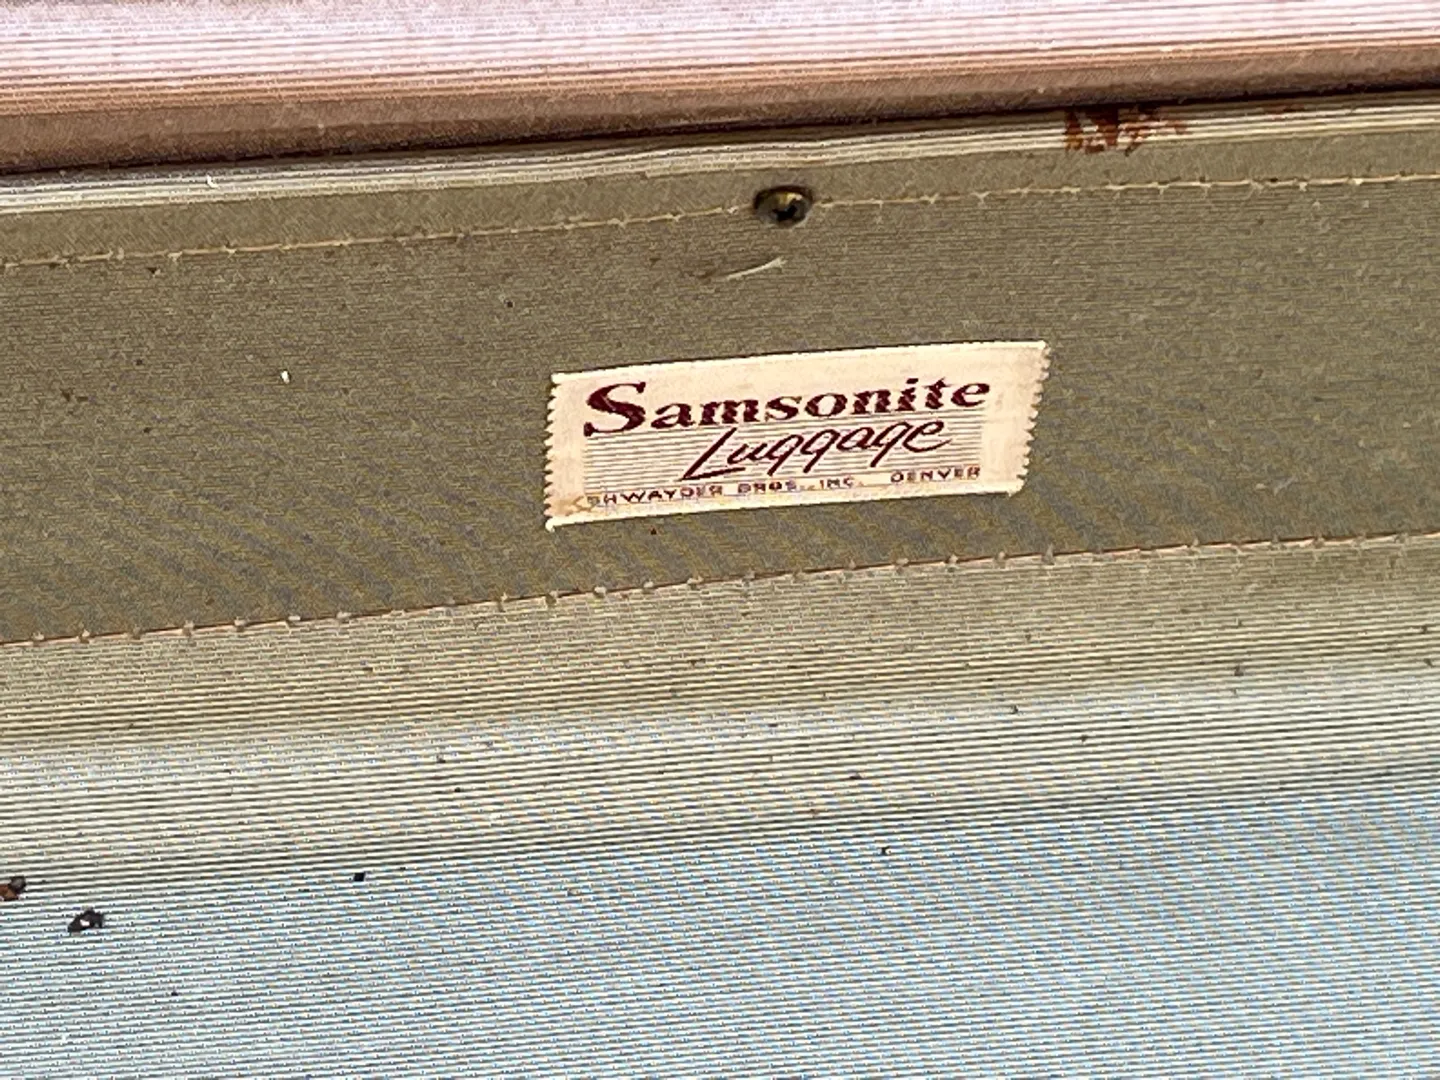 Samsonite
Luggage
SHWAYDER BROS., INC. DENVER